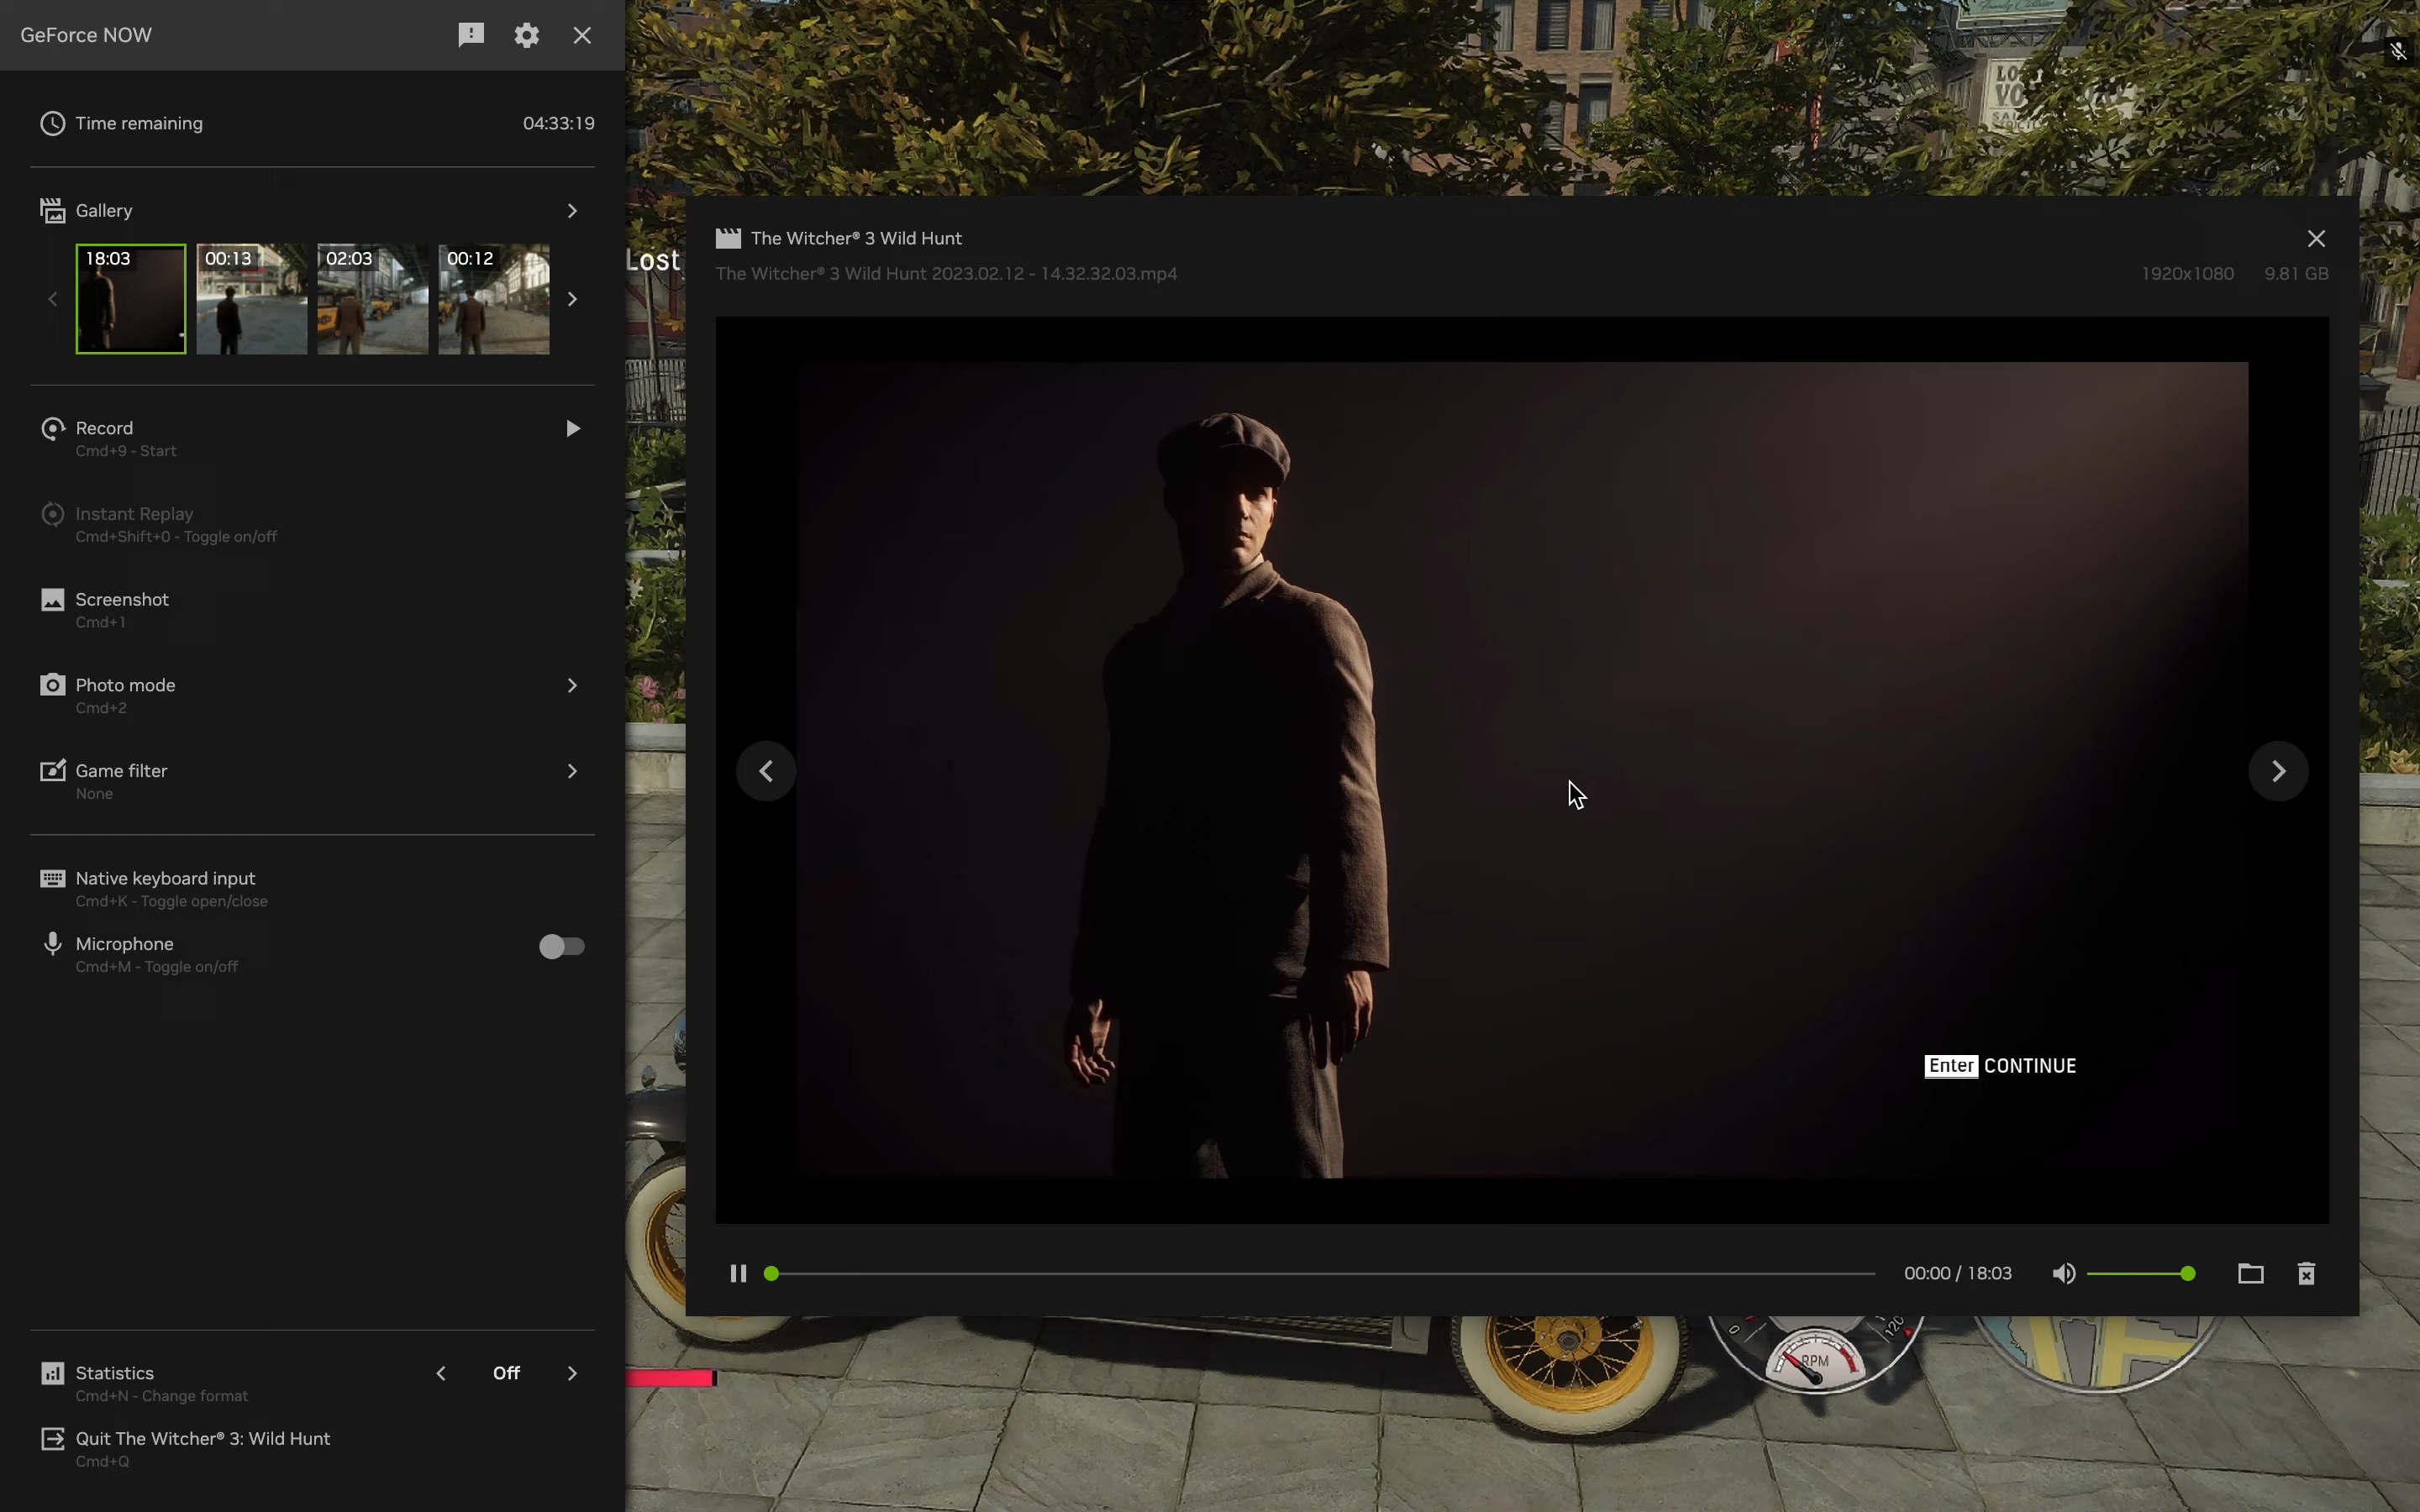 GeForce NOW
Time remaining 04:33:19
Gallery
18:03 00:13 02:03 00:12
Record
Cmd+9 - Start
Instant Replay
Cmd+Shift+0 - Toggle on/off
Screenshot
Cmd+1
Photo mode
Cmd+2
Game filter
None
Native keyboard input
Cmd+K - Toggle open/close
Microphone
Cmd+M - Toggle on/off
Statistics Off
Cmd+N - Change format
Quit The Witcher® 3: Wild Hunt
Cmd+Q
Lost
The Witcher® 3 Wild Hunt
The Witcher® 3 Wild Hunt 2023.02.12 - 14.32.32.03.mp4 1920x1080 9.81 GB
Enter CONTINUE
00:00 / 18:03
0 120
RPM